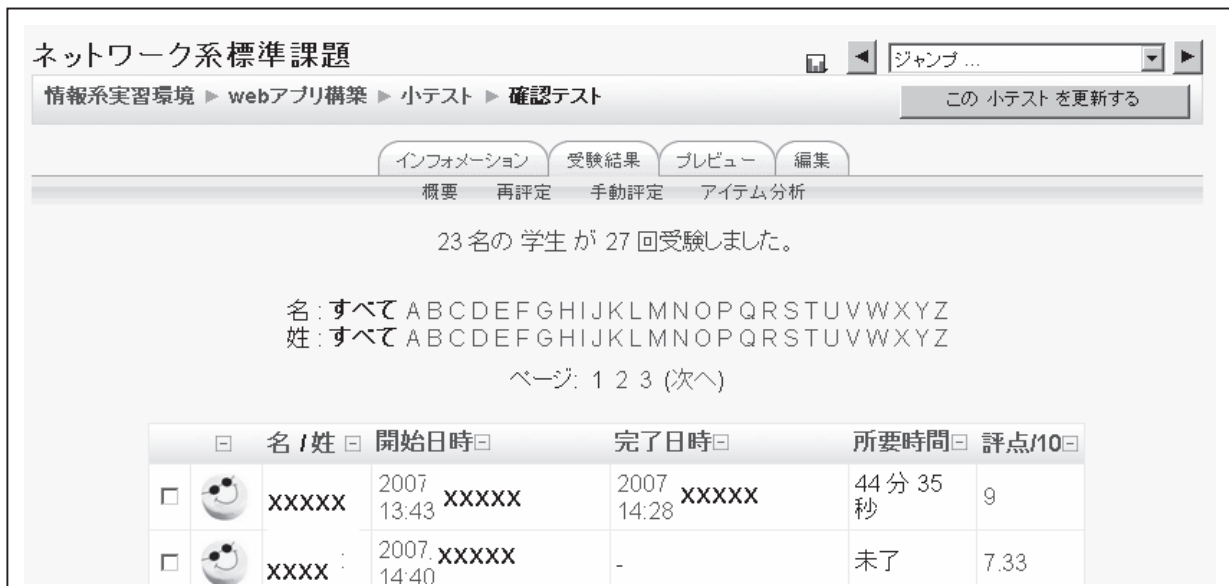 ネットワーク系標準課題
ジャンプ ...
情報系実習環境 ▶ webアプリ構築 ▶ 小テスト ▶ 確認テスト
この 小テスト を更新する
インフォメーション 受験結果 プレビュー 編集
概要 再評定 手動評定 アイテム分析
23 名の 学生 が 27 回受験しました。
名 : すべて A B C D E F G H I J K L M N O P Q R S T U V W X Y Z
姓 : すべて A B C D E F G H I J K L M N O P Q R S T U V W X Y Z
ページ: 1 2 3 (次へ)
名 / 姓 開始日時 完了日時 所要時間 評点/10
xxxxx 2007 13:43 xxxxx 2007 14:28 xxxxx 44 分 35 秒 9
xxxx 2007. 14:40 xxxxx - 未了 7.33